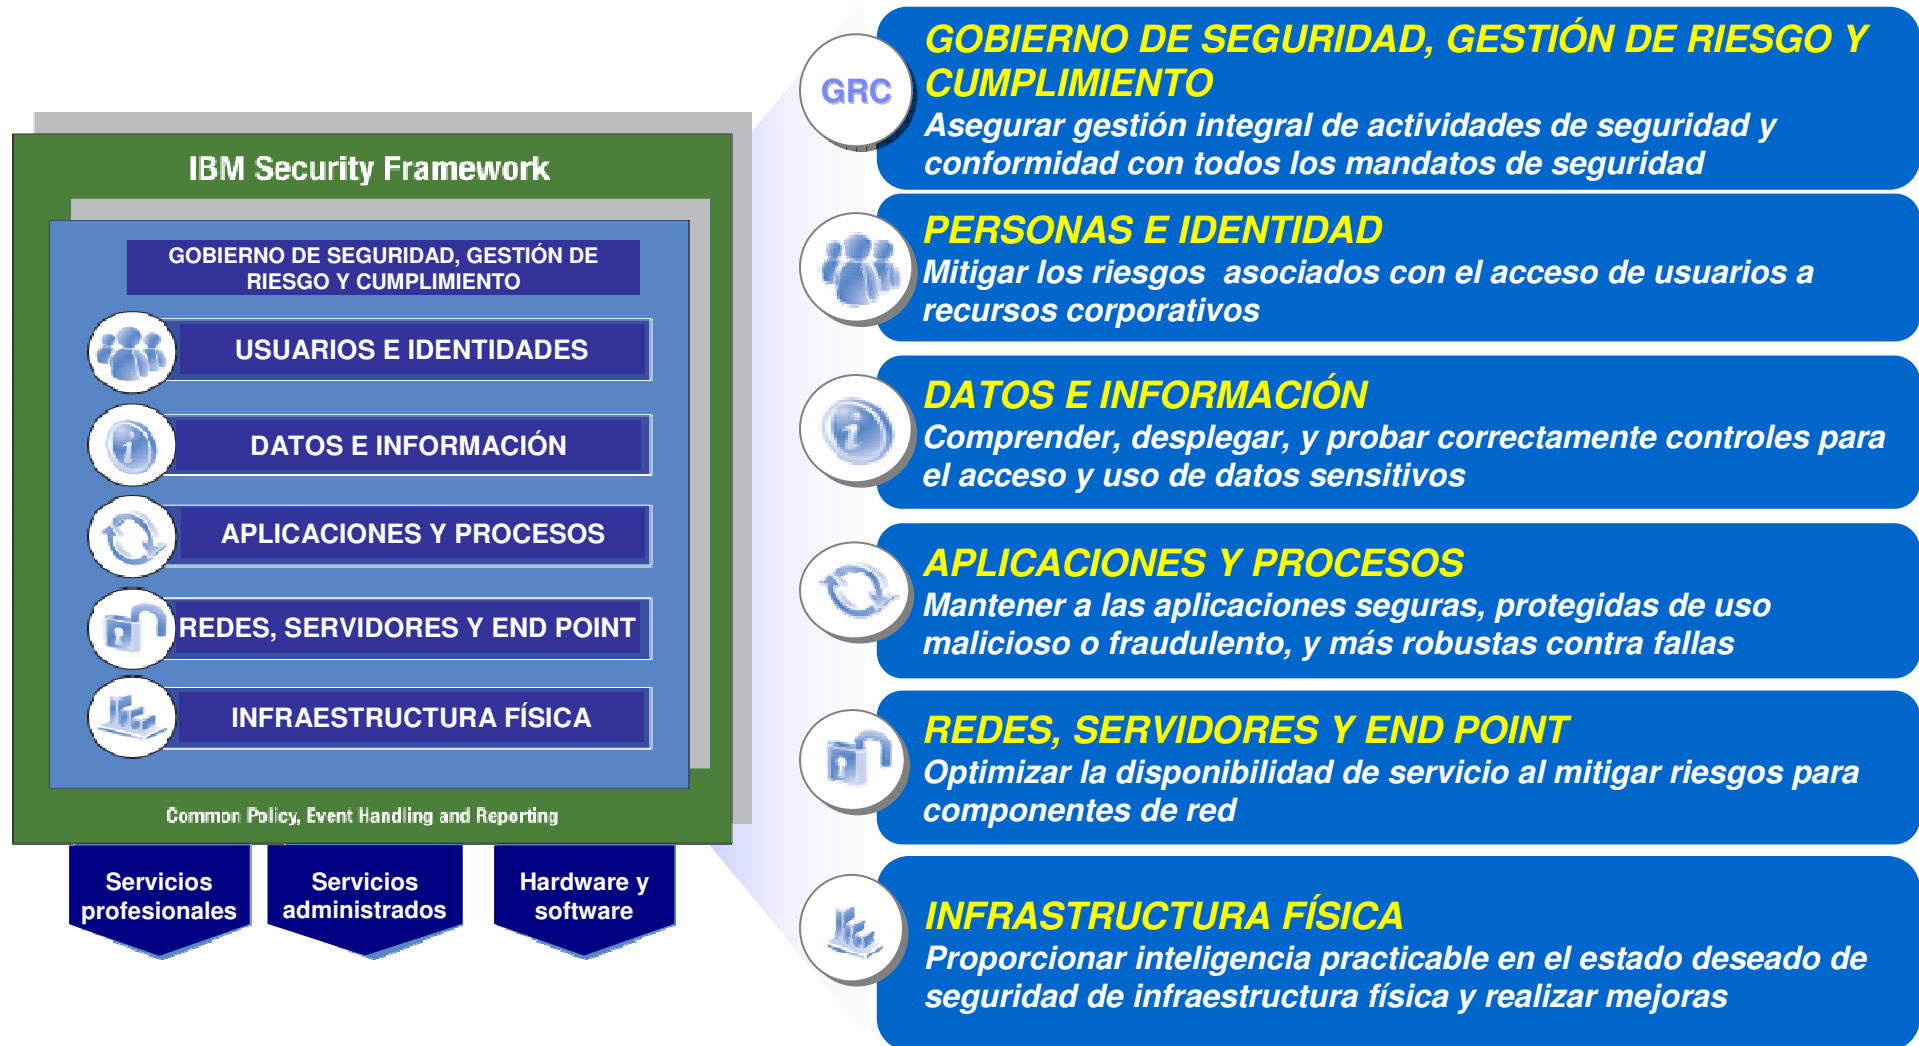 IBM Security Framework
GOBIERNO DE SEGURIDAD, GESTIÓN DE
RIESGO Y CUMPLIMIENTO
USUARIOS E IDENTIDADES
DATOS E INFORMACIÓN
APLICACIONES Y PROCESOS
REDES, SERVIDORES Y END POINT
INFRAESTRUCTURA FÍSICA
Common Policy, Event Handling and Reporting
Servicios
profesionales
Servicios
administrados
Hardware y
software
GRC
GOBIERNO DE SEGURIDAD, GESTIÓN DE RIESGO Y
CUMPLIMIENTO
Asegurar gestión integral de actividades de seguridad y
conformidad con todos los mandatos de seguridad
PERSONAS E IDENTIDAD
Mitigar los riesgos asociados con el acceso de usuarios a
recursos corporativos
DATOS E INFORMACIÓN
Comprender, desplegar, y probar correctamente controles para
el acceso y uso de datos sensitivos
APLICACIONES Y PROCESOS
Mantener a las aplicaciones seguras, protegidas de uso
malicioso o fraudulento, y más robustas contra fallas
REDES, SERVIDORES Y END POINT
Optimizar la disponibilidad de servicio al mitigar riesgos para
componentes de red
INFRASTRUCTURA FÍSICA
Proporcionar inteligencia practicable en el estado deseado de
seguridad de infraestructura física y realizar mejoras